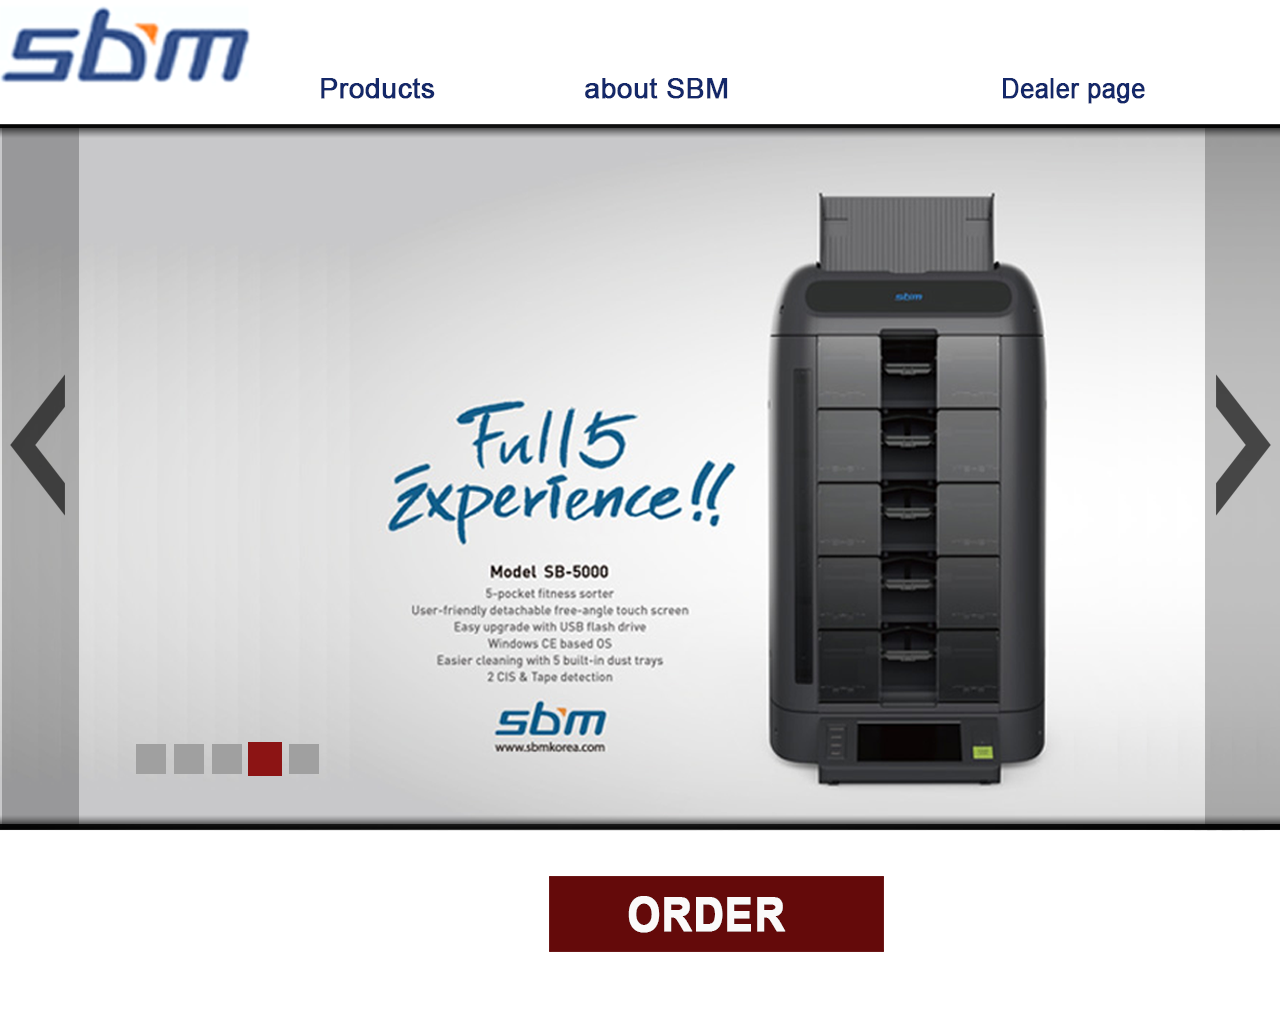 sbm
Products
about SBM
Dealer page
sbm
Full5
Experience!!
Model SB-5000
5-pocket fitness sorter
User-friendly detachable free-angle touch screen
Easy upgrade with USB flash drive
Windows CE based OS
Easier cleaning with 5 built-in dust trays
2 CIS & Tape detection
sbm
www.sbmkorea.com
ORDER